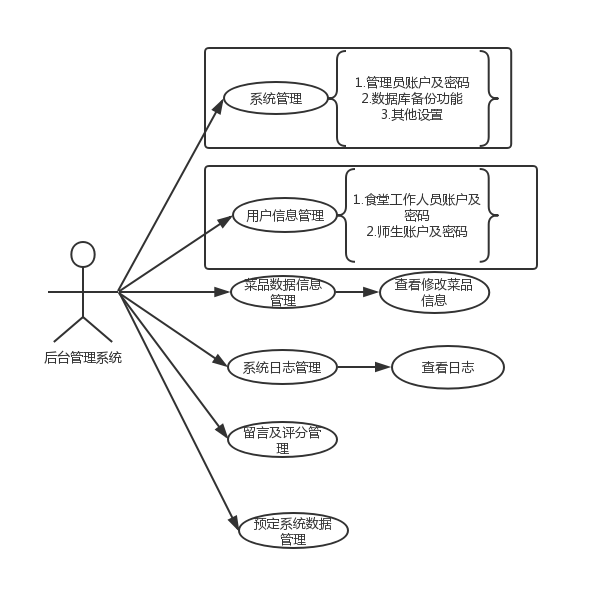 系统管理
1.管理员账户及密码
2.数据库备份功能
3.其他设置
用户信息管理
1.食堂工作人员账户及
密码
2.师生账户及密码
菜品数据信息
管理
查看修改菜品
信息
后台管理系统
系统日志管理
查看日志
留言及评分管
理
预定系统数据
管理